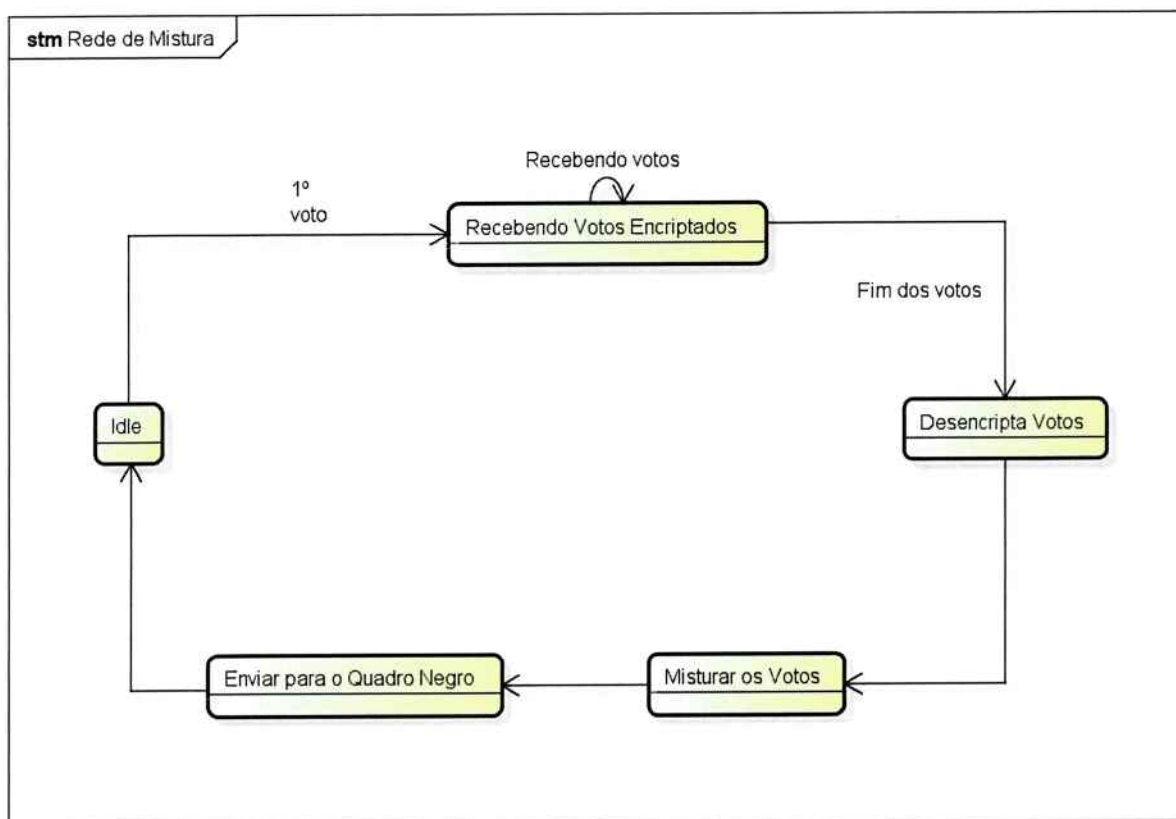 stm Rede de Mistura
Recebendo votos
1º
voto
Recebendo Votos Encriptados
Fim dos votos
Idle
Desencripta Votos
Enviar para o Quadro Negro
Misturar os Votos